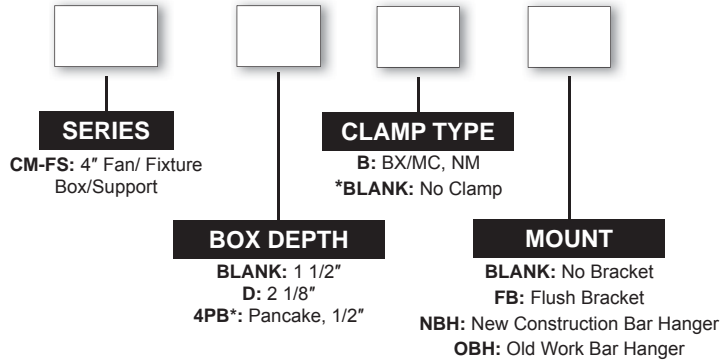 SERIES
CM-FS: 4″ Fan/ Fixture
Box/Support
CLAMP TYPE
B: BX/MC, NM
*BLANK: No Clamp
BOX DEPTH
BLANK: 1 1/2″
D: 2 1/8″
4PB*: Pancake, 1/2″
MOUNT
BLANK: No Bracket
FB: Flush Bracket
NBH: New Construction Bar Hanger
OBH: Old Work Bar Hanger